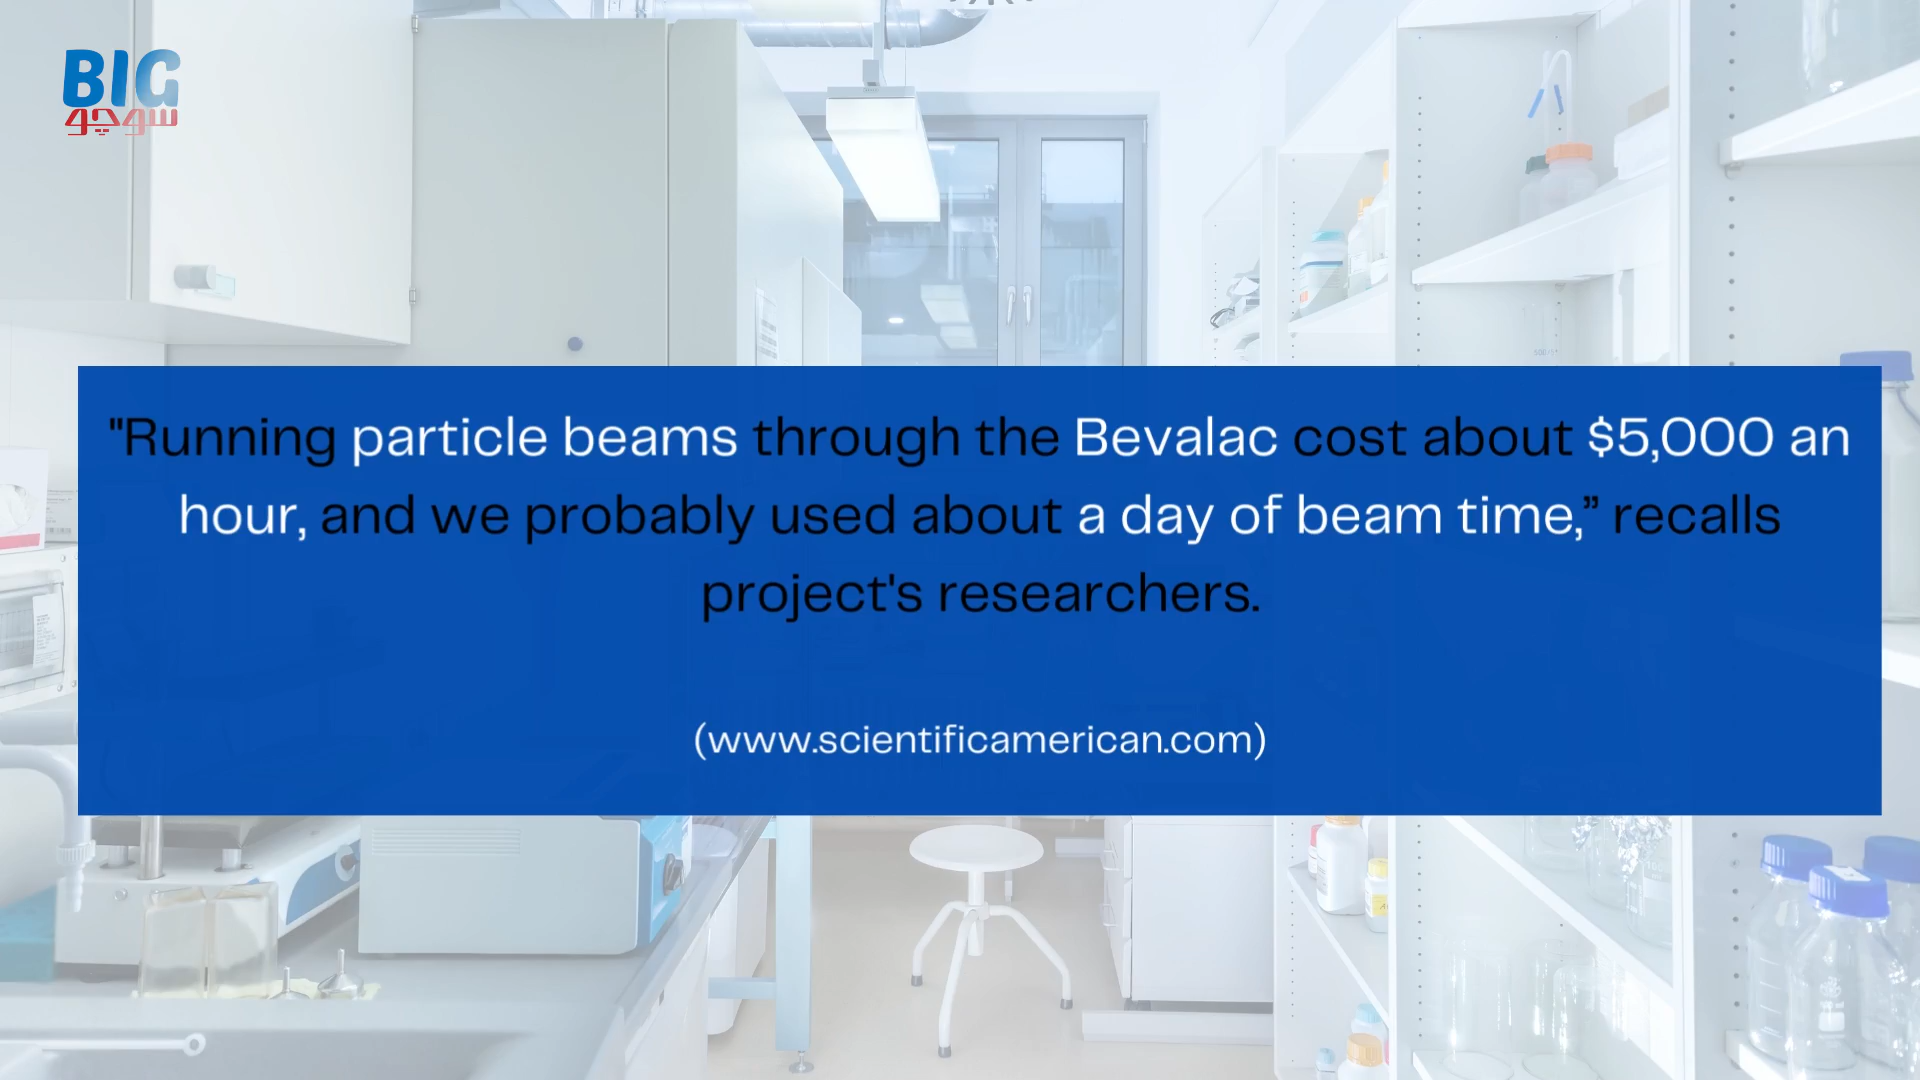 BIG
سوچو
"Running particle beams through the Bevalac cost about $5,000 an
hour, and we probably used about a day of beam time,” recalls
project's researchers.
(www.scientificamerican.com)